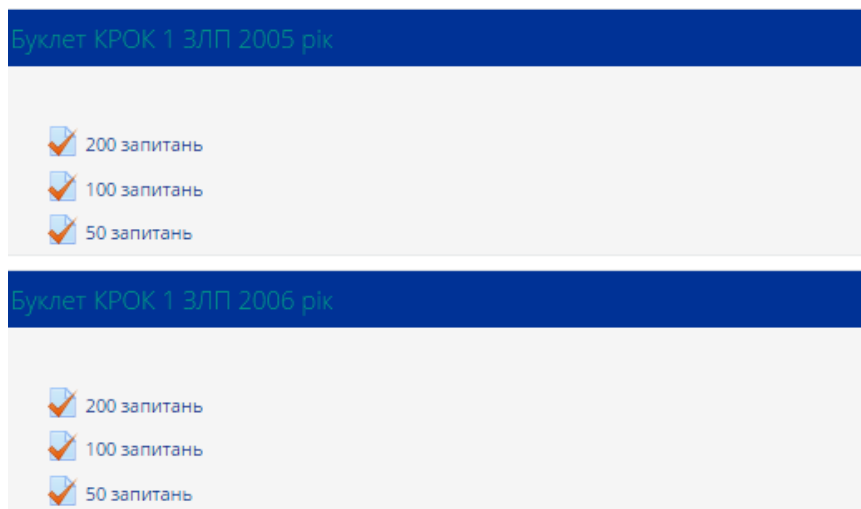 Буклет КРОК 1 ЗЛП 2005 рік
200 запитань
100 запитань
50 запитань
Буклет КРОК 1 ЗЛП 2006 рік
200 запитань
100 запитань
50 запитань